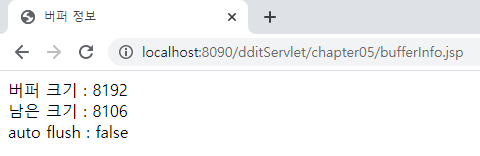 버퍼 정보
localhost:8090/dditServlet/chapter05/bufferInfo.jsp
버퍼 크기 : 8192
남은 크기 : 8106
auto flush : false